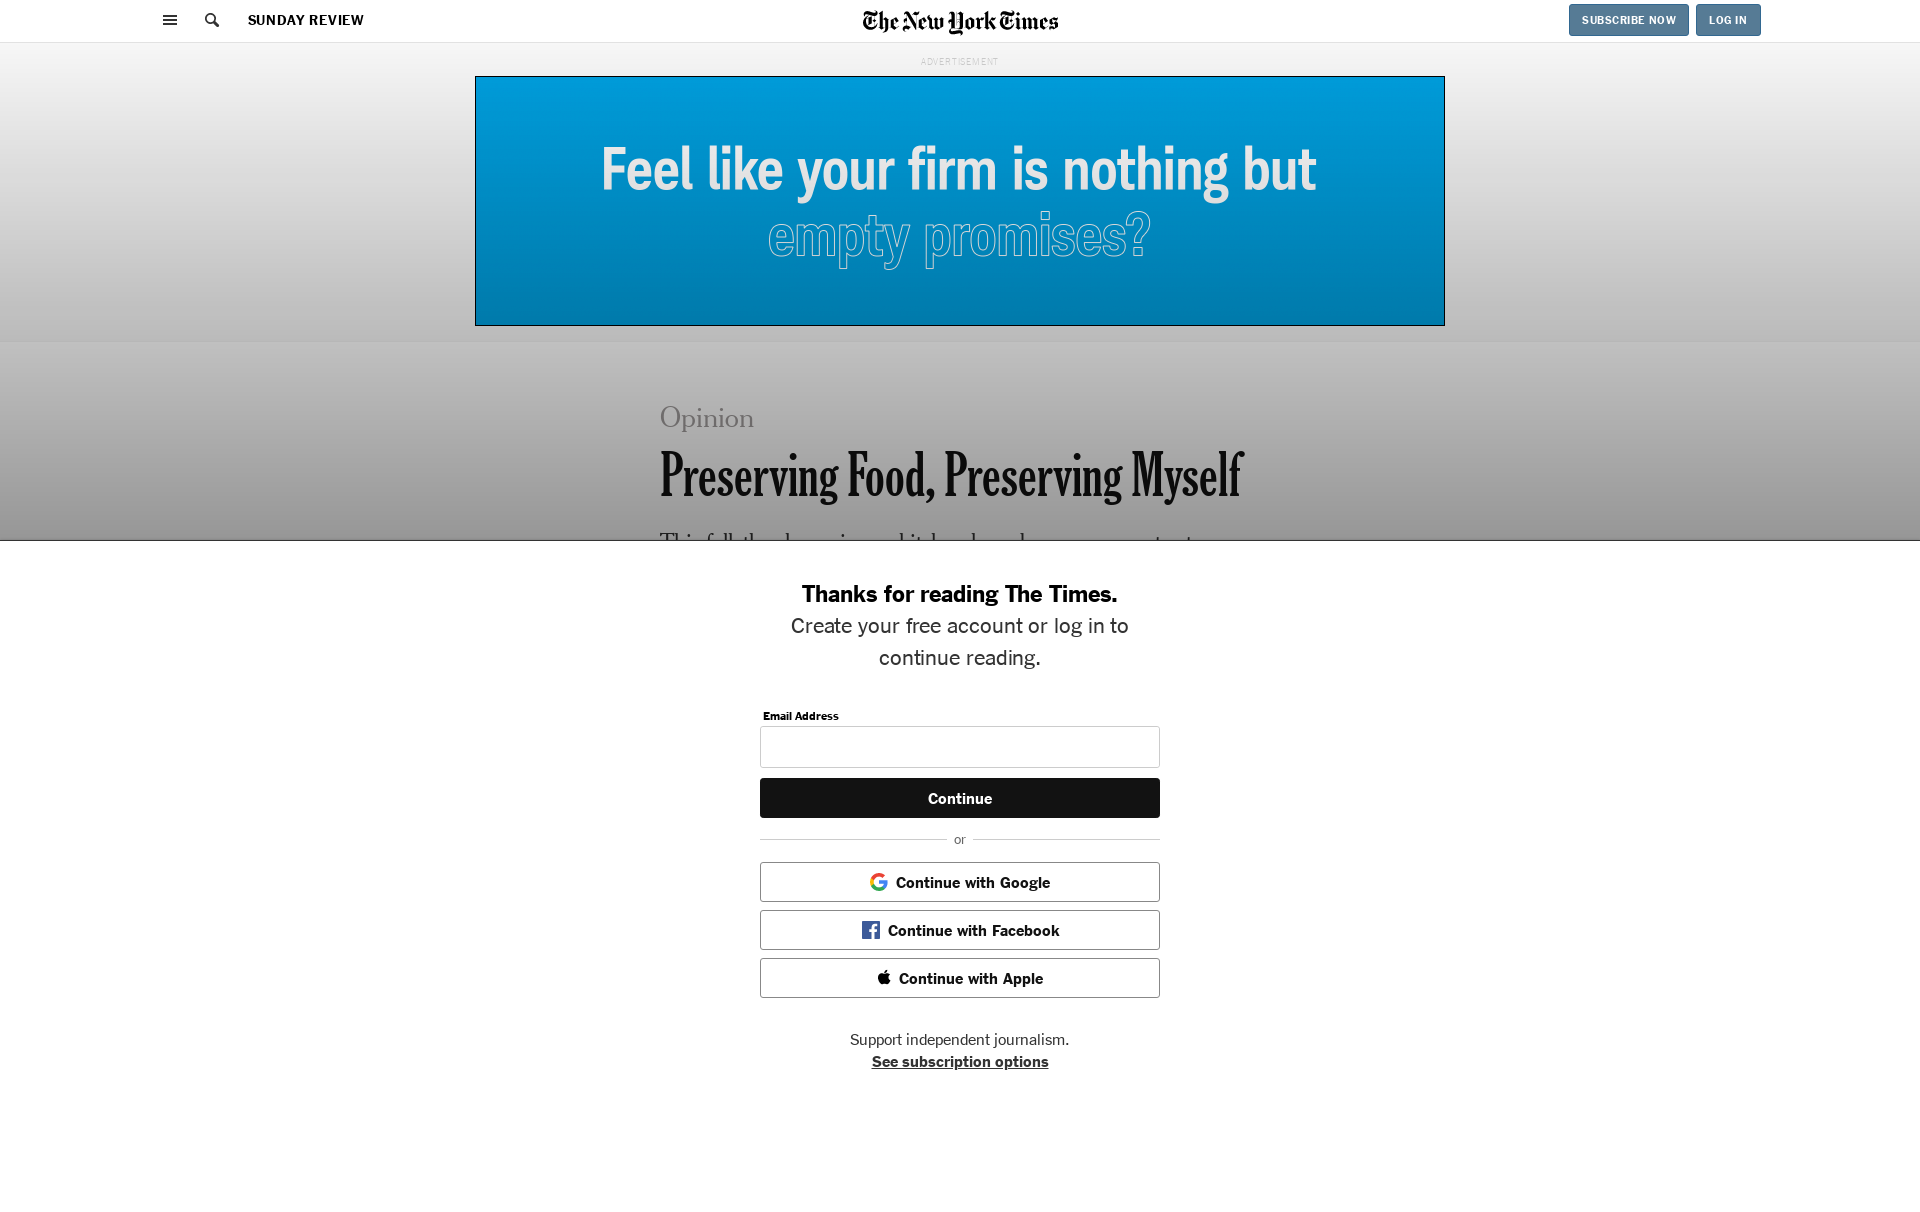 SUNDAY REVIEW
The New York Times
SUBSCRIBE NOW
LOG IN
ADVERTISEMENT
Feel like your firm is nothing but
empty promises?
Opinion
Preserving Food, Preserving Myself
Thanks for reading The Times.
Create your free account or log in to
continue reading.
Email Address
Continue
or
Continue with Google
Continue with Facebook
Continue with Apple
Support independent journalism.
See subscription options